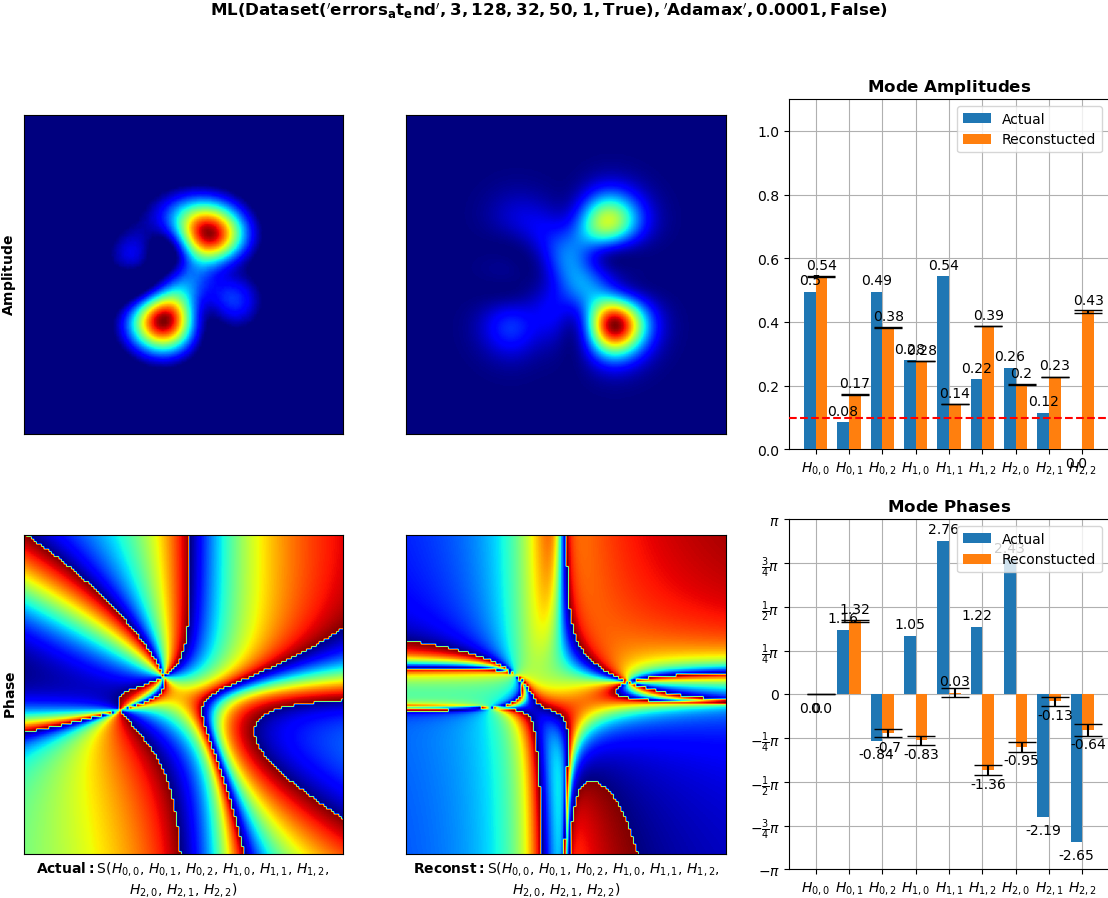 ML(Dataset('errors_at_end', 3, 128, 32, 50, 1, True), 'Adamax', 0.0001, False)
Amplitude
Mode Amplitudes
Actual
Reconstucted
1.0
0.8
0.6
0.4
0.2
0.0
0.5 0.54 0.08 0.17 0.49 0.38 0.28 0.28 0.54 0.14 0.22 0.39 0.26 0.2 0.12 0.23 0.0 0.43
H0,0 H0,1 H0,2 H1,0 H1,1 H1,2 H2,0 H2,1 H2,2
Phase
Actual: S(H0,0, H0,1, H0,2, H1,0, H1,1, H1,2,
H2,0, H2,1, H2,2)
Reconst: S(H0,0, H0,1, H0,2, H1,0, H1,1, H1,2,
H2,0, H2,1, H2,2)
Mode Phases
Actual
Reconstucted
π
3/4π
1/2π
1/4π
0
−1/4π
−1/2π
−3/4π
−π
0.0 0.0 1.16 1.32 -0.84 -0.7 1.05 -0.83 2.76 0.03 1.22 -1.36 2.43 -0.95 -2.19 -0.13 -2.65 -0.64
H0,0 H0,1 H0,2 H1,0 H1,1 H1,2 H2,0 H2,1 H2,2